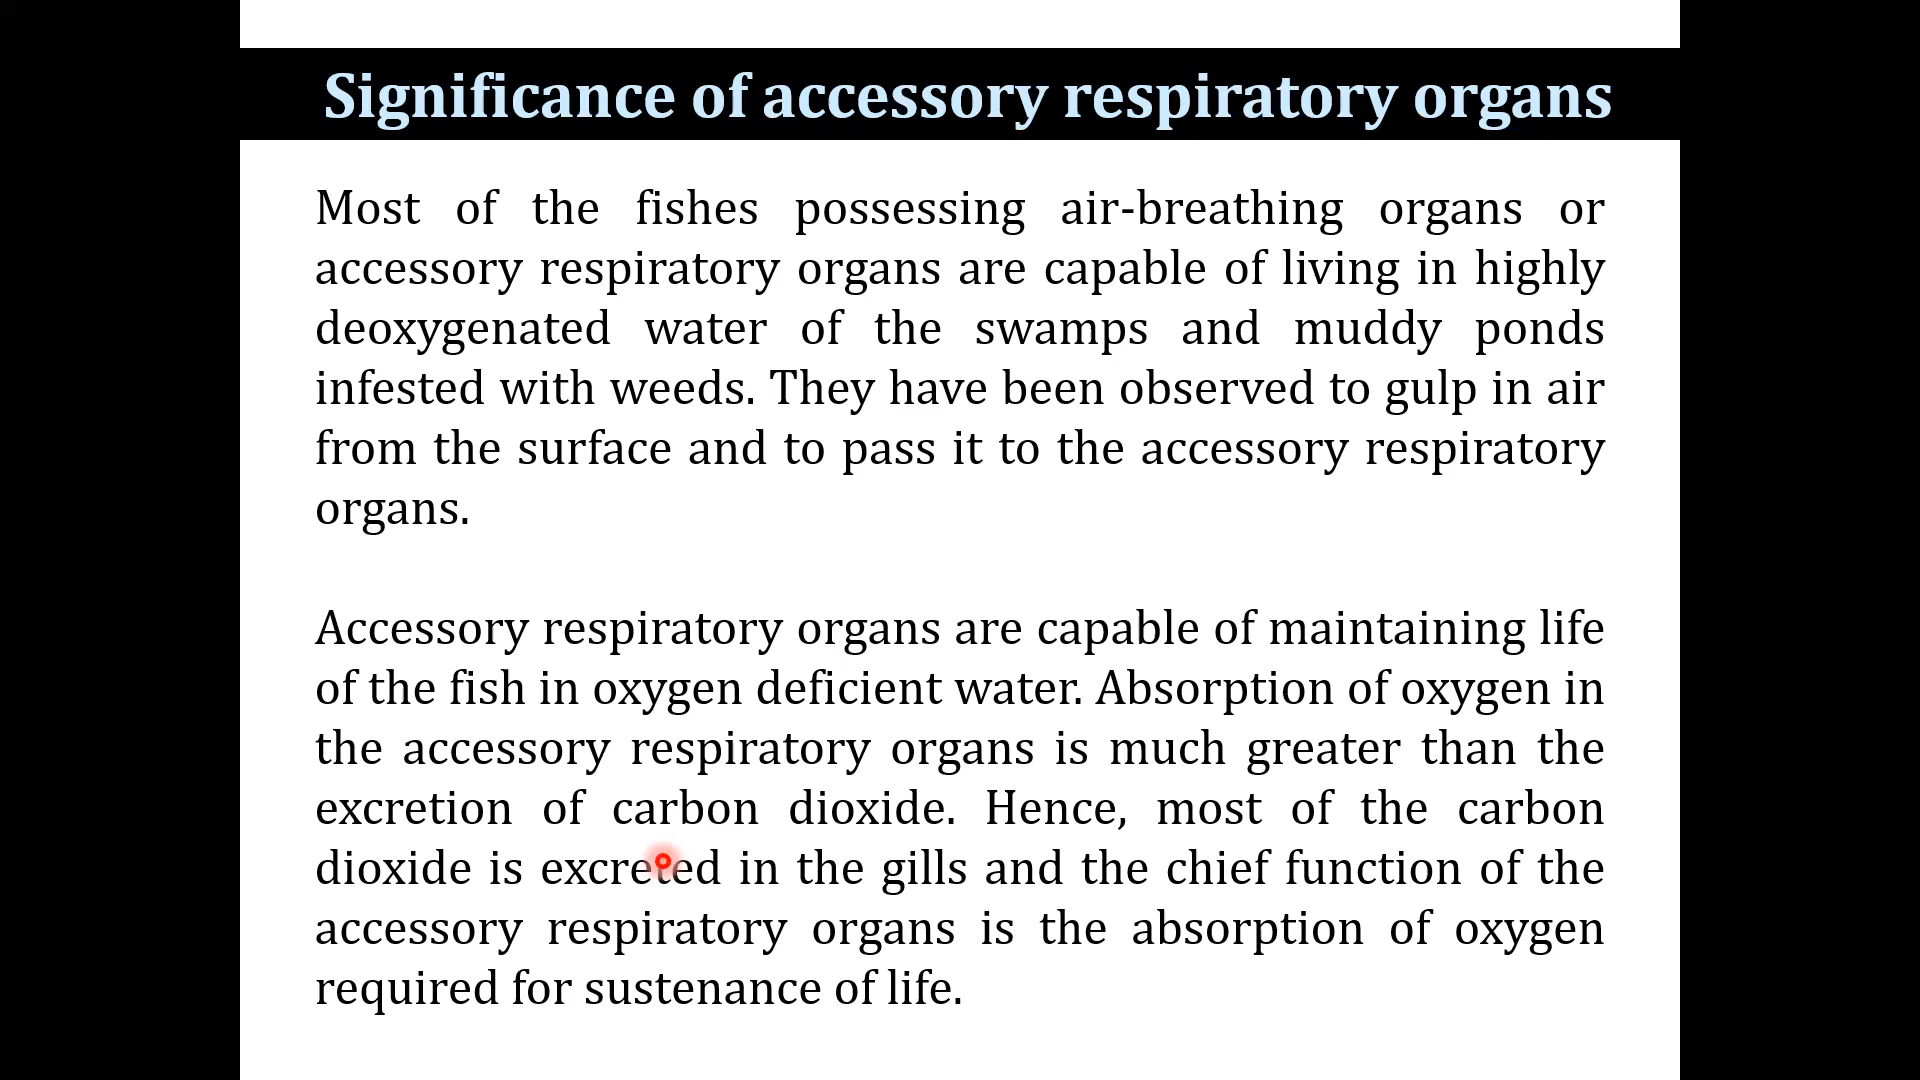 Significance of accessory respiratory organs
Most of the fishes possessing air-breathing organs or
accessory respiratory organs are capable of living in highly
deoxygenated water of the swamps and muddy ponds
infested with weeds. They have been observed to gulp in air
from the surface and to pass it to the accessory respiratory
organs.
Accessory respiratory organs are capable of maintaining life
of the fish in oxygen deficient water. Absorption of oxygen in
the accessory respiratory organs is much greater than the
excretion of carbon dioxide. Hence, most of the carbon
dioxide is excreted in the gills and the chief function of the
accessory respiratory organs is the absorption of oxygen
required for sustenance of life.